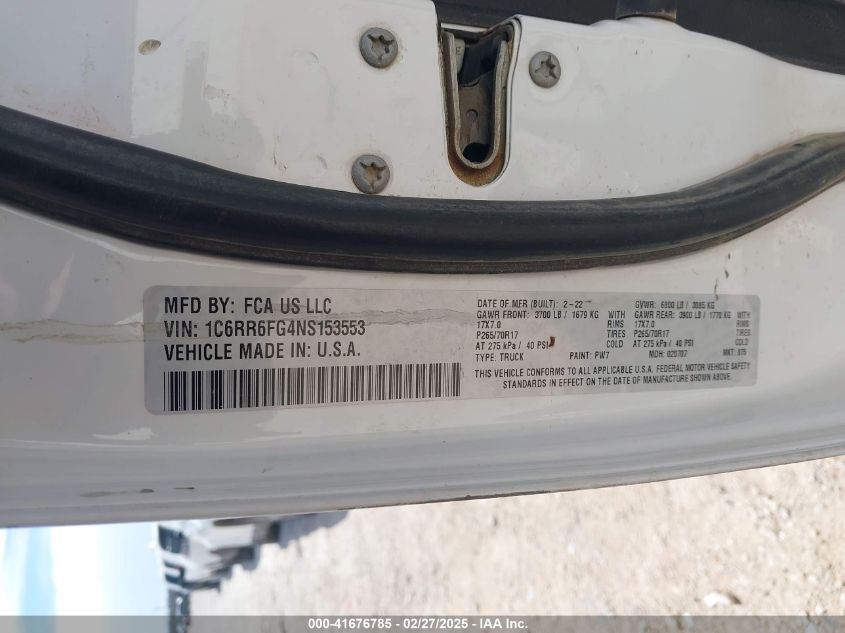 MFD BY: FCA US LLC
VIN: 1C6RR6FG4NS153553
VEHICLE MADE IN: U.S.A.
DATE OF MFR (BUILT): 2-22 GVWR: 6800 LB / 3085 KG
GAWR FRONT: 3700 LB / 1679 KG WITH GAWR REAR: 3900 LB / 1770 KG WITH
17X7.0 RIMS 17X7.0 RIMS
P265/70R17 TIRES P265/70R17 TIRES
AT 275 kPa / 40 PSI COLD AT 275 kPa / 40 PSI COLD
TYPE: TRUCK PAINT: PW7 MDH: 020707 MKT: 875
THIS VEHICLE CONFORMS TO ALL APPLICABLE U.S.A. FEDERAL MOTOR VEHICLE SAFETY
STANDARDS IN EFFECT ON THE DATE OF MANUFACTURE SHOWN ABOVE.
000-41676785 - 02/27/2025 - IAA Inc.